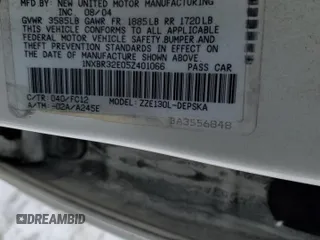 MFD. BY: NEW UNITED MOTOR MANUFACTURING
INC 08/04
GVWR 3585LB GAWR FR 1885LB RR 1720LB
THIS VEHICLE CONFORMS TO ALL APPLICABLE
FEDERAL MOTOR VEHICLE SAFETY, BUMPER, AND
THEFT PREVENTION STANDARDS IN EFFECT ON
THE DATE OF MANUFACTURE SHOWN ABOVE.
1NXBR32E05Z401066 PASS CAR
C/TR 040/FC12 MODEL: ZZE130L-DEPSKA
A/TM -02A/A245E
BA3556848
DREAMBID